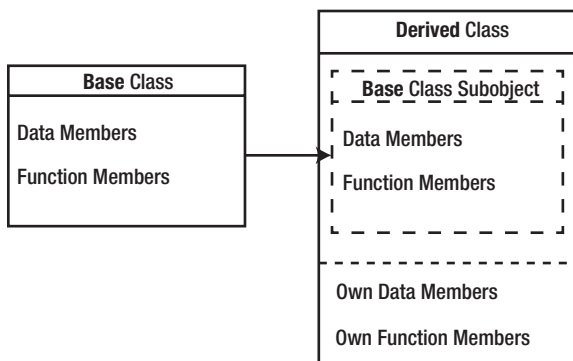 Base Class
Data Members
Function Members
Derived Class
Base Class Subobject
Data Members
Function Members
Own Data Members
Own Function Members